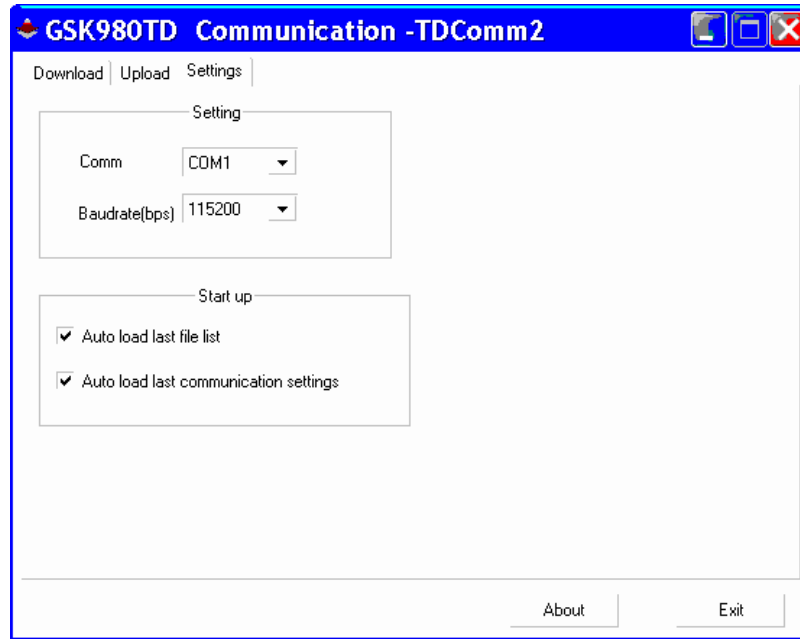 GSK980TD Communication -TDComm2
Download Upload Settings
Setting
Comm COM1
Baudrate(bps) 115200
Start up
Auto load last file list
Auto load last communication settings
About Exit